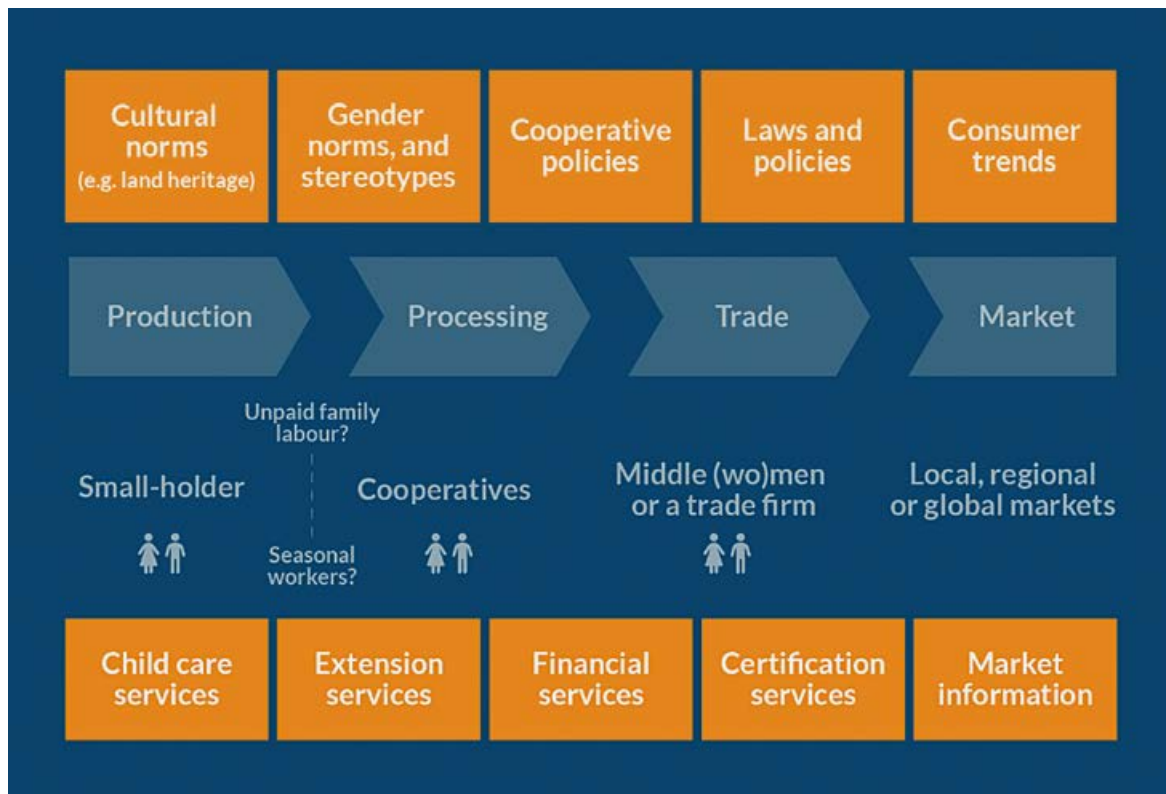 Cultural
norms
(e.g. land heritage)
Gender
norms, and
stereotypes
Cooperative
policies
Laws and
policies
Consumer
trends
Production
Processing
Trade
Market
Unpaid family
labour?
Small-holder
Seasonal
workers?
Cooperatives
Middle (wo)men
or a trade firm
Local, regional
or global markets
Child care
services
Extension
services
Financial
services
Certification
services
Market
information